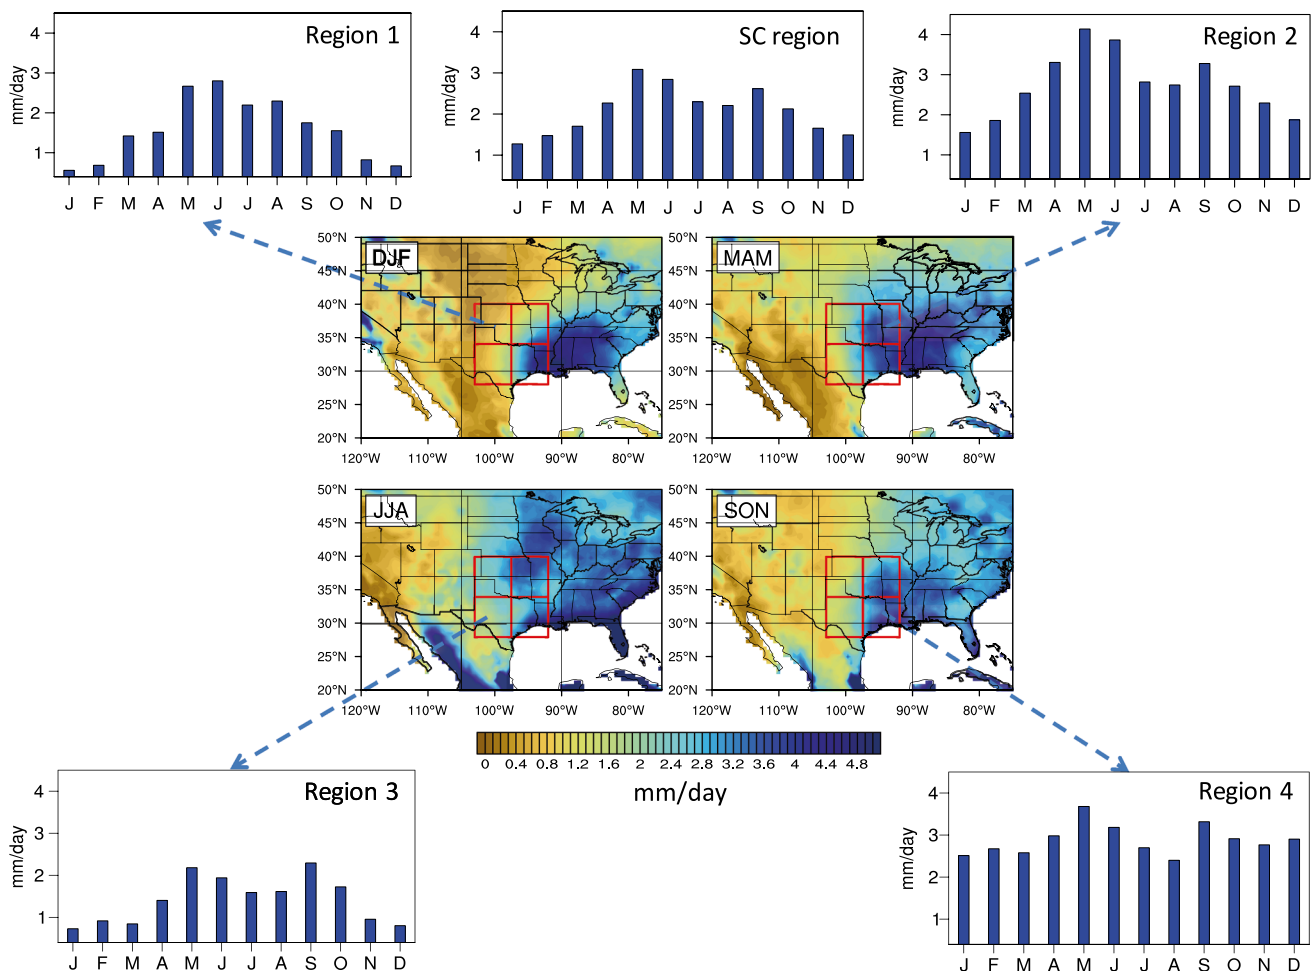 Region 1
SC region
Region 2
4
3
2
1
mm/day
J F M A M J J A S O N D
4
3
2
1
mm/day
J F M A M J J A S O N D
4
3
2
1
mm/day
J F M A M J J A S O N D
DJF
50°N
45°N
40°N
35°N
30°N
25°N
20°N
120°W 110°W 100°W 90°W 80°W
MAM
50°N
45°N
40°N
35°N
30°N
25°N
20°N
120°W 110°W 100°W 90°W 80°W
JJA
50°N
45°N
40°N
35°N
30°N
25°N
20°N
120°W 110°W 100°W 90°W 80°W
SON
50°N
45°N
40°N
35°N
30°N
25°N
20°N
120°W 110°W 100°W 90°W 80°W
0 0.4 0.8 1.2 1.6 2 2.4 2.8 3.2 3.6 4 4.4 4.8
mm/day
Region 3
4
3
2
1
mm/day
J F M A M J J A S O N D
Region 4
4
3
2
1
mm/day
J F M A M J J A S O N D